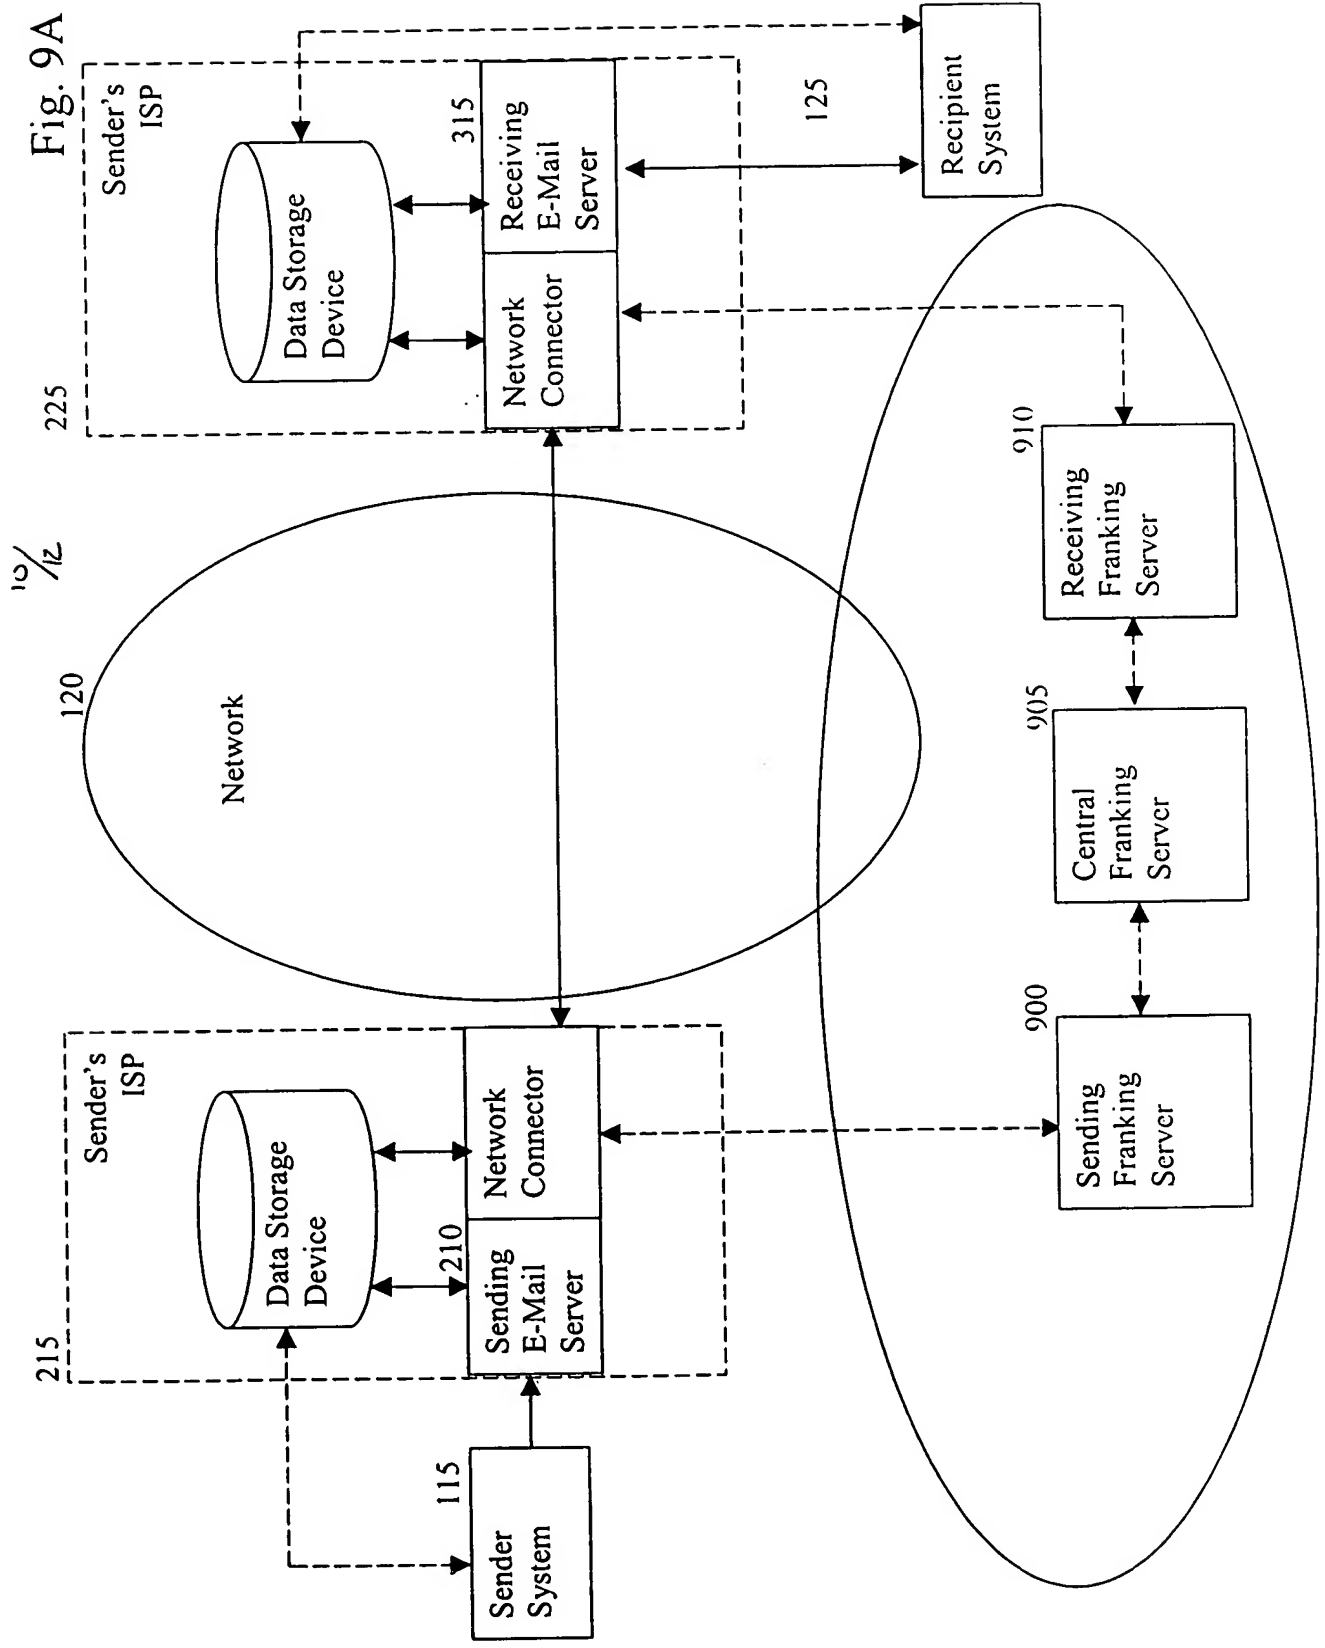 10/12
Fig. 9A
215
Sender's
ISP
Data Storage
Device
210
Sending
E-Mail
Server
Network
Connector
115
Sender
System
120
Network
225
Sender's
ISP
Data Storage
Device
315
Network
Connector
Receiving
E-Mail
Server
125
Recipient
System
900
Sending
Franking
Server
905
Central
Franking
Server
910
Receiving
Franking
Server